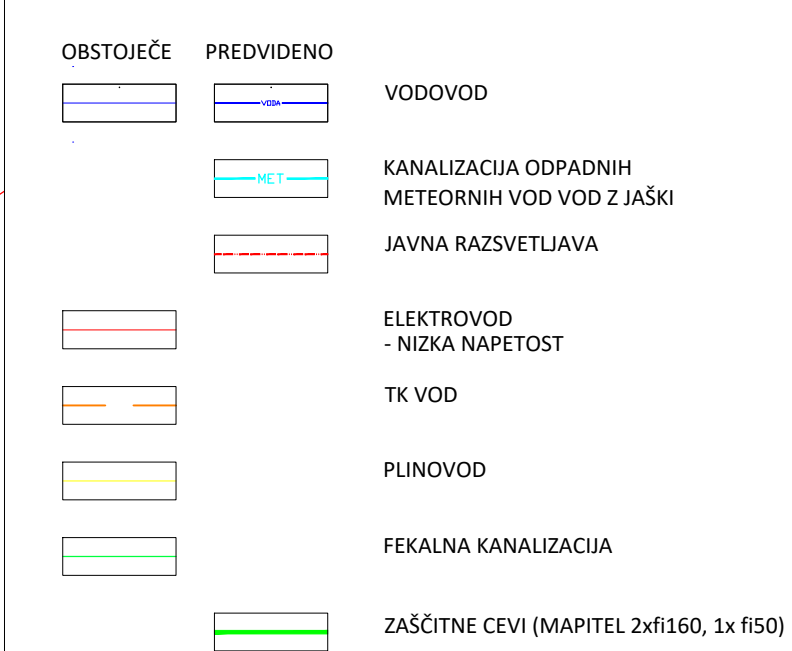 OBSTOJEČE PREDVIDENO
VODA VODOVOD
MET KANALIZACIJA ODPADNIH
METEORNIH VOD VOD Z JAŠKI
JAVNA RAZSVETLJAVA
ELEKTROVOD
- NIZKA NAPETOST
TK VOD
PLINOVOD
FEKALNA KANALIZACIJA
ZAŠČITNE CEVI (MAPITEL 2xfi160, 1x fi50)